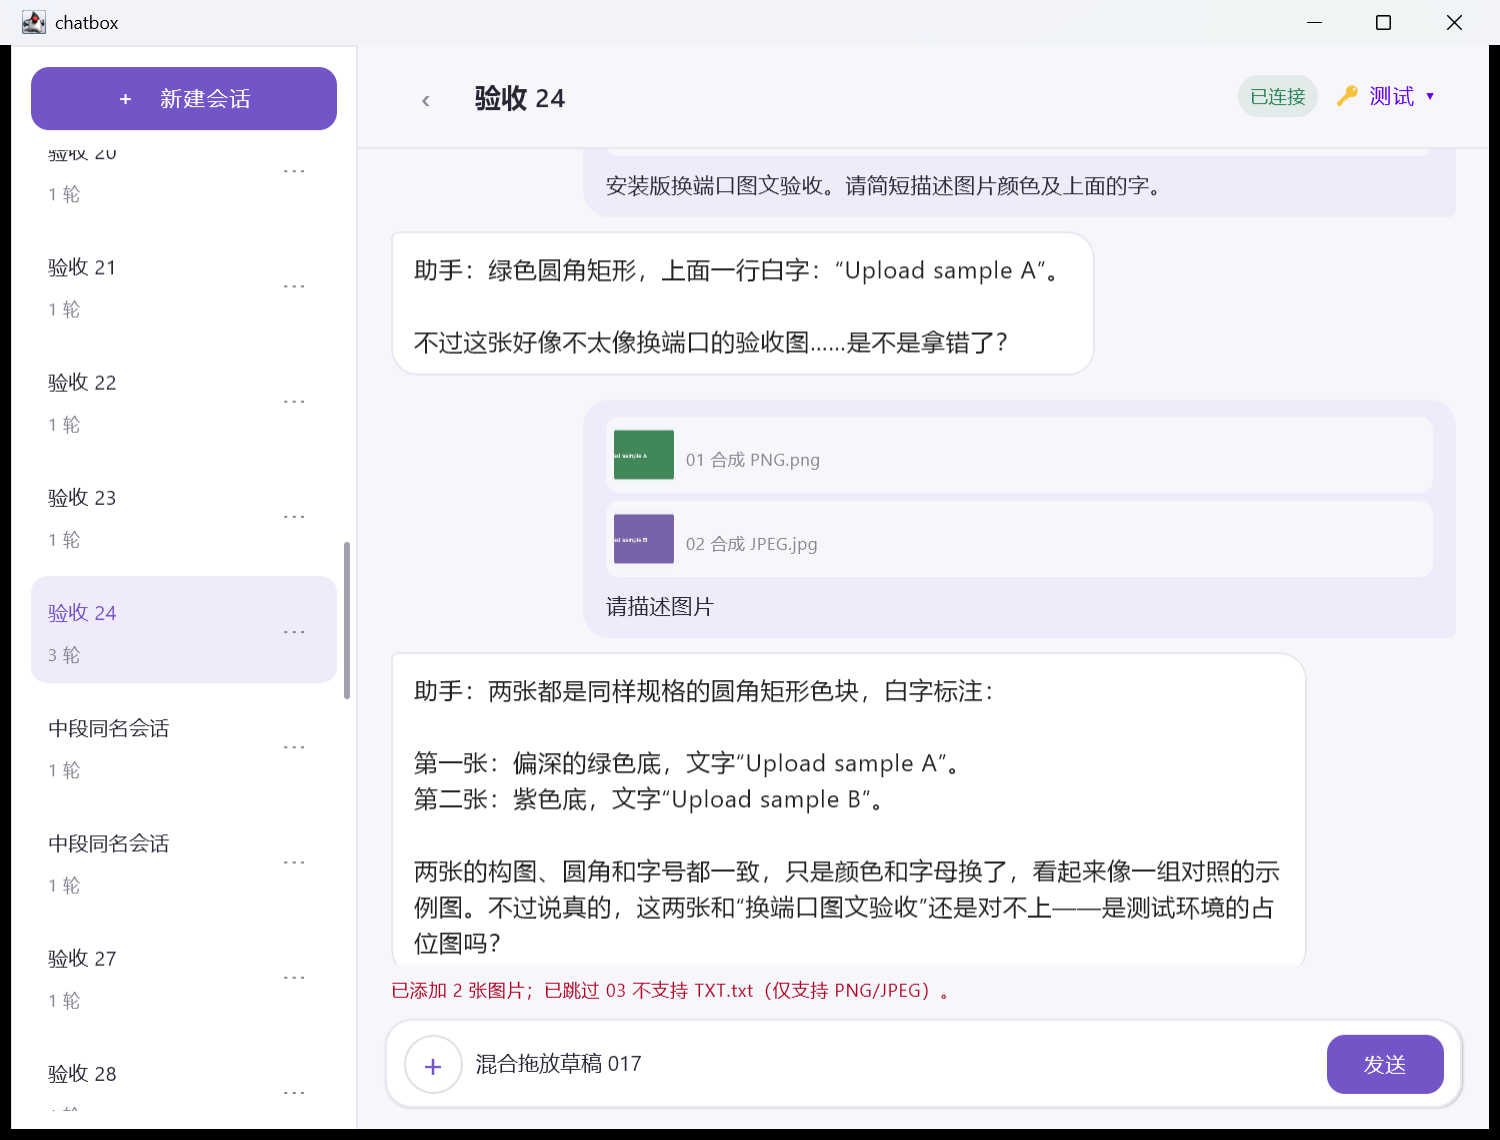 chatbox
+ 新建会话
验收 20
1 轮
验收 21
1 轮
验收 22
1 轮
验收 23
1 轮
验收 24
3 轮
中段同名会话
1 轮
中段同名会话
1 轮
验收 27
1 轮
验收 28
验收 24
已连接
测试
安装版换端口图文验收。请简短描述图片颜色及上面的字。
助手：绿色圆角矩形，上面一行白字：“Upload sample A”。
不过这张好像不太像换端口的验收图……是不是拿错了？
ad sample A
01 合成 PNG.png
ad sample B
02 合成 JPEG.jpg
请描述图片
助手：两张都是同样规格的圆角矩形色块，白字标注：
第一张：偏深的绿色底，文字“Upload sample A”。
第二张：紫色底，文字“Upload sample B”。
两张的构图、圆角和字号都一致，只是颜色和字母换了，看起来像一组对照的示
例图。不过说真的，这两张和“换端口图文验收”还是对不上——是测试环境的占
位图吗？
已添加 2 张图片；已跳过 03 不支持 TXT.txt（仅支持 PNG/JPEG）。
+ 混合拖放草稿 017
发送